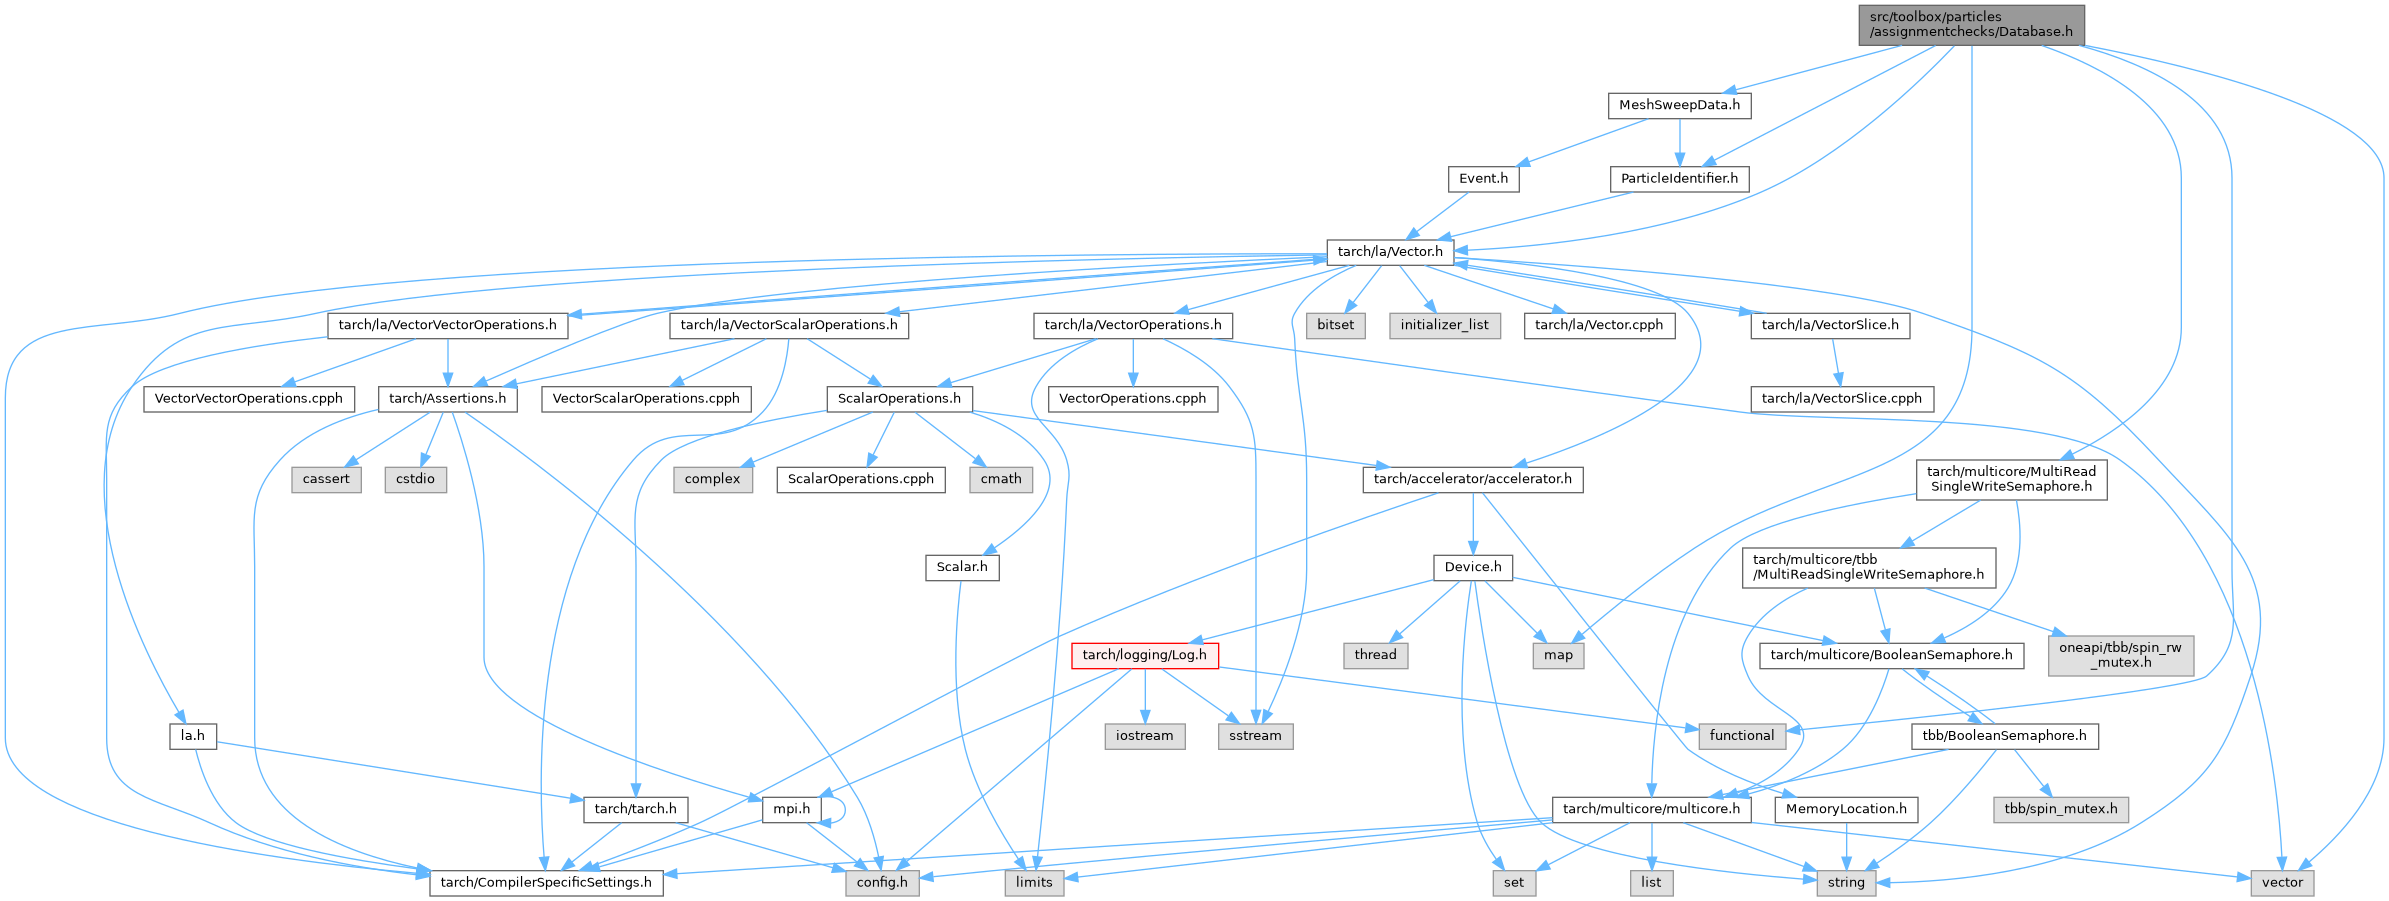 src/toolbox/particles
/assignmentchecks/Database.h
MeshSweepData.h
Event.h
ParticleIdentifier.h
tarch/la/Vector.h
tarch/la/VectorVectorOperations.h
tarch/la/VectorScalarOperations.h
tarch/la/VectorOperations.h
bitset
initializer_list
tarch/la/Vector.cpph
tarch/la/VectorSlice.h
VectorVectorOperations.cpph
tarch/Assertions.h
VectorScalarOperations.cpph
ScalarOperations.h
VectorOperations.cpph
tarch/la/VectorSlice.cpph
cassert
cstdio
complex
ScalarOperations.cpph
cmath
tarch/accelerator/accelerator.h
tarch/multicore/MultiRead
SingleWriteSemaphore.h
Scalar.h
Device.h
tarch/multicore/tbb
/MultiReadSingleWriteSemaphore.h
tarch/logging/Log.h
thread
map
tarch/multicore/BooleanSemaphore.h
oneapi/tbb/spin_rw
_mutex.h
la.h
iostream
sstream
functional
tbb/BooleanSemaphore.h
tarch/tarch.h
mpi.h
tarch/multicore/multicore.h
MemoryLocation.h
tbb/spin_mutex.h
tarch/CompilerSpecificSettings.h
config.h
limits
set
list
string
vector